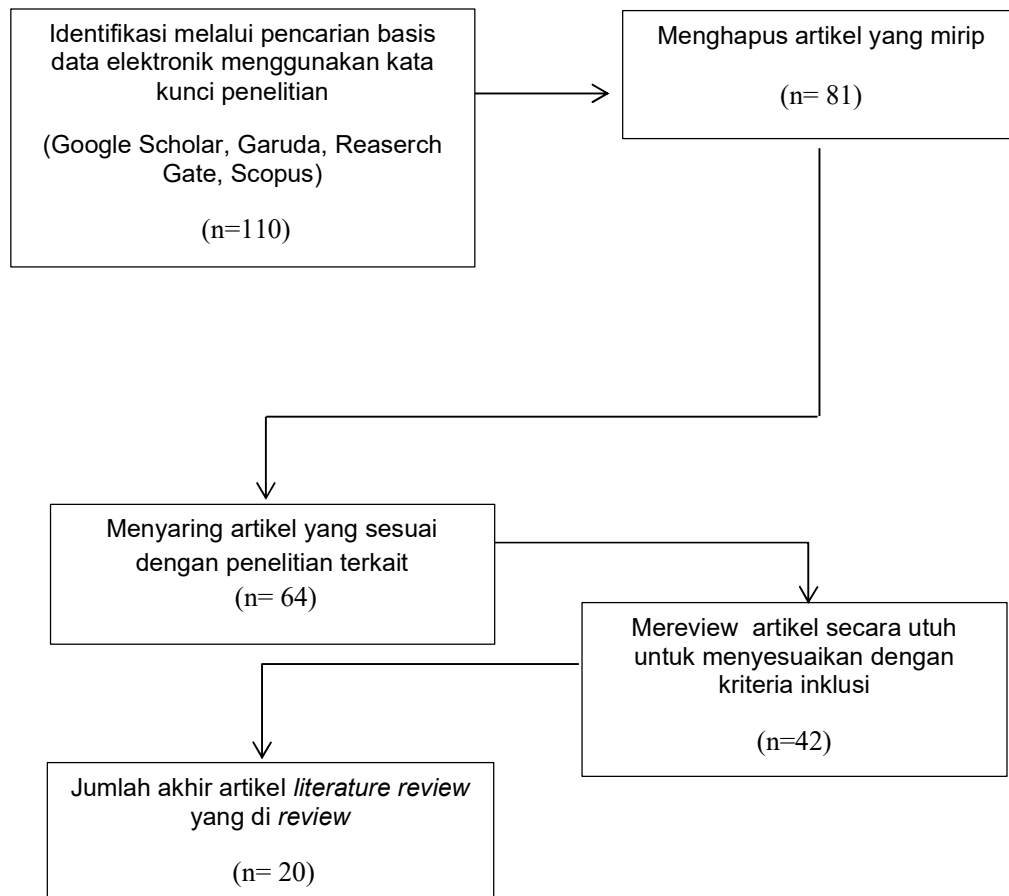 Identifikasi melalui pencarian basis
data elektronik menggunakan kata
kunci penelitian
(Google Scholar, Garuda, Reaserch
Gate, Scopus)
(n=110)
Menghapus artikel yang mirip
(n= 81)
Menyaring artikel yang sesuai
dengan penelitian terkait
(n= 64)
Mereview artikel secara utuh
untuk menyesuaikan dengan
kriteria inklusi
(n=42)
Jumlah akhir artikel literature review
yang di review
(n= 20)